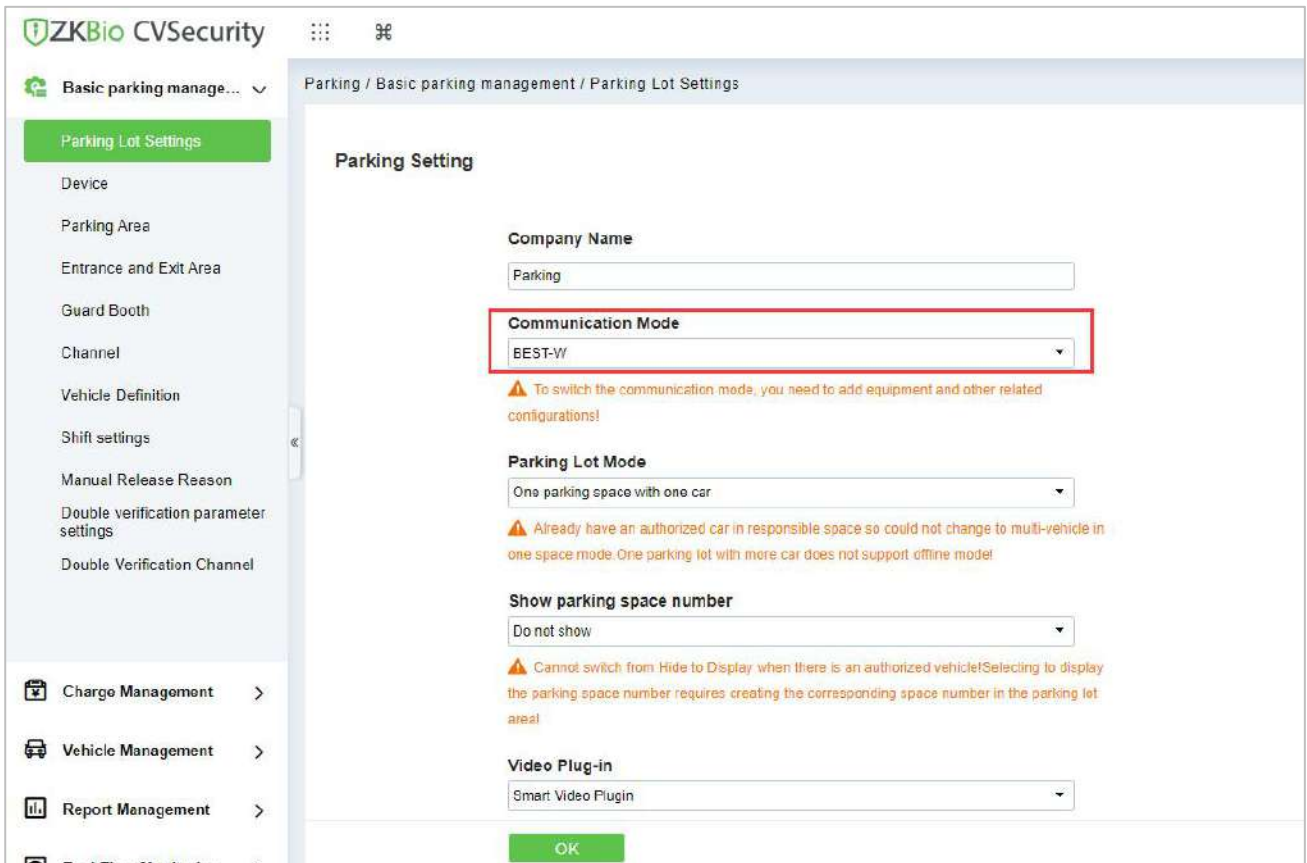 ZKBio CVSecurity
Basic parking manage...
Parking Lot Settings
Device
Parking Area
Entrance and Exit Area
Guard Booth
Channel
Vehicle Definition
Shift settings
Manual Release Reason
Double verification parameter
settings
Double Verification Channel
Charge Management
Vehicle Management
Report Management
Parking / Basic parking management / Parking Lot Settings
Parking Setting
Company Name
Parking
Communication Mode
BEST-W
To switch the communication mode, you need to add equipment and other related
configurations!
Parking Lot Mode
One parking space with one car
Already have an authorized car in responsible space so could not change to multi-vehicle in
one space mode.One parking lot with more car does not support offline mode!
Show parking space number
Do not show
Cannot switch from Hide to Display when there is an authorized vehicle!Selecting to display
the parking space number requires creating the corresponding space number in the parking lot
area!
Video Plug-in
Smart Video Plugin
OK